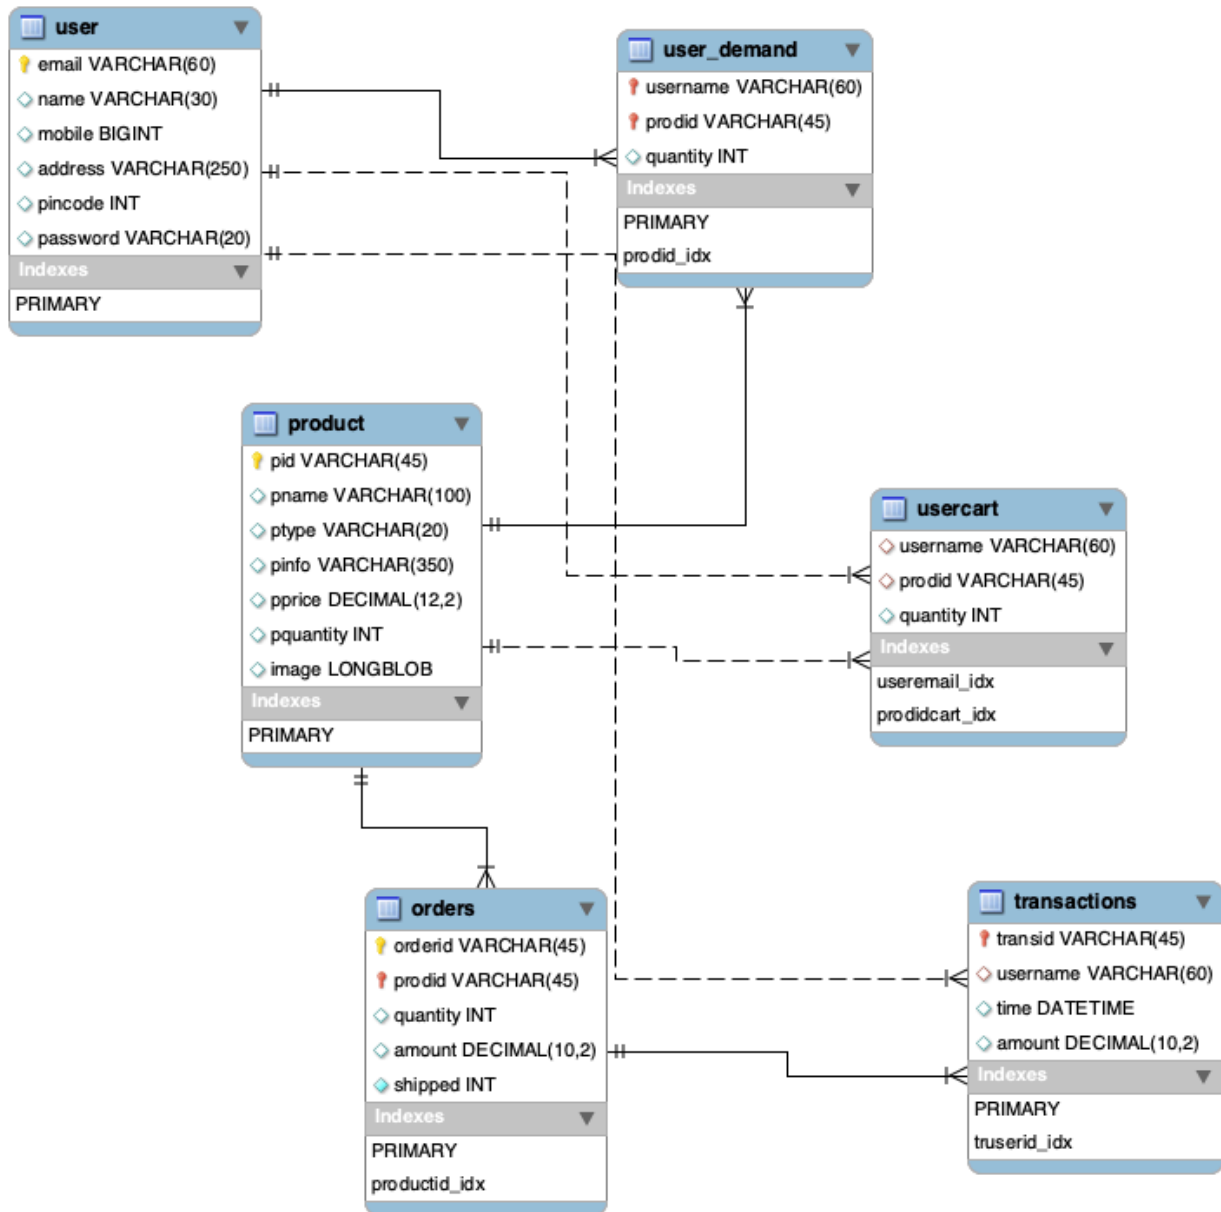 user
email VARCHAR(60)
name VARCHAR(30)
mobile BIGINT
address VARCHAR(250)
pincode INT
password VARCHAR(20)
Indexes
PRIMARY
user_demand
username VARCHAR(60)
prodid VARCHAR(45)
quantity INT
Indexes
PRIMARY
prodid_idx
product
pid VARCHAR(45)
pname VARCHAR(100)
ptype VARCHAR(20)
pinfo VARCHAR(350)
pprice DECIMAL(12,2)
pquantity INT
image LONGBLOB
Indexes
PRIMARY
usercart
username VARCHAR(60)
prodid VARCHAR(45)
quantity INT
Indexes
useremail_idx
prodidcart_idx
orders
orderid VARCHAR(45)
prodid VARCHAR(45)
quantity INT
amount DECIMAL(10,2)
shipped INT
Indexes
PRIMARY
productid_idx
transactions
transid VARCHAR(45)
username VARCHAR(60)
time DATETIME
amount DECIMAL(10,2)
Indexes
PRIMARY
truserid_idx